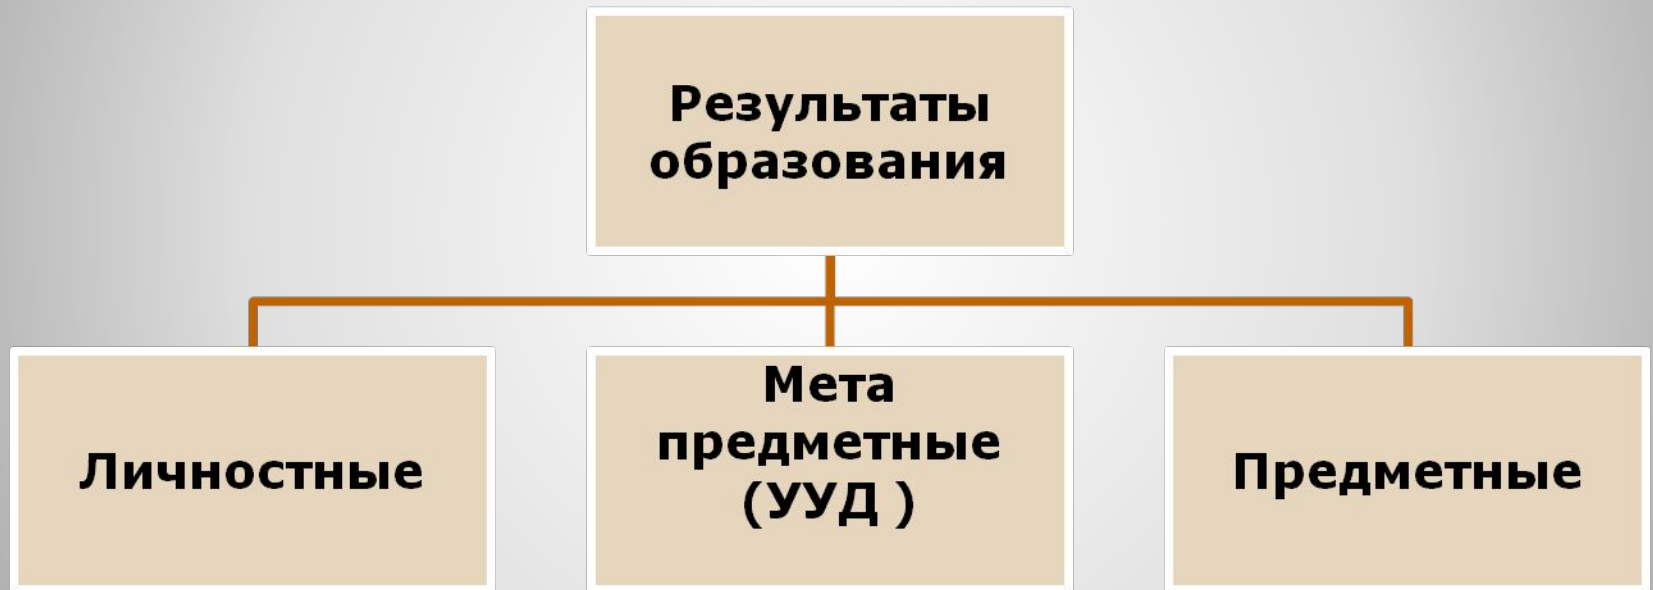 Результаты
образования
Личностные
Мета
предметные
(УУД )
Предметные